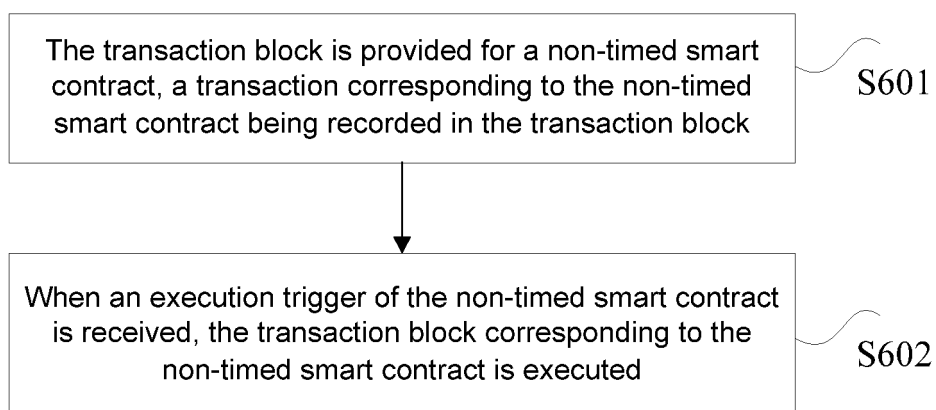 The transaction block is provided for a non-timed smart
contract, a transaction corresponding to the non-timed
smart contract being recorded in the transaction block
S601
When an execution trigger of the non-timed smart contract
is received, the transaction block corresponding to the
non-timed smart contract is executed
S602